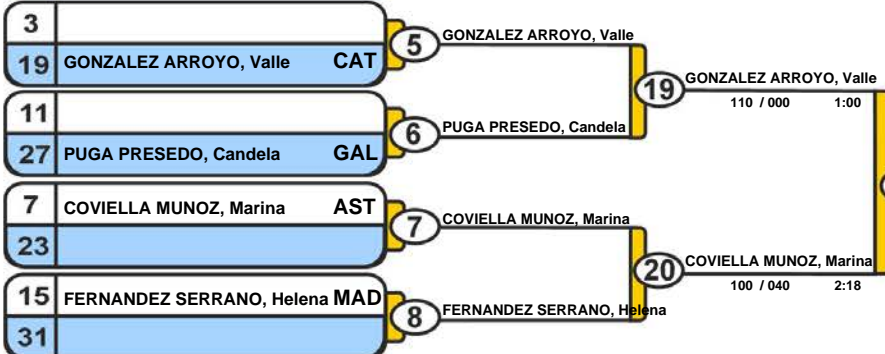 3
19 GONZALEZ ARROYO, Valle CAT
11
27 PUGA PRESEDO, Candela GAL
7 COVIELLA MUNOZ, Marina AST
23
15 FERNANDEZ SERRANO, Helena MAD
31
5
GONZALEZ ARROYO, Valle
6
PUGA PRESEDO, Candela
7
COVIELLA MUNOZ, Marina
8
FERNANDEZ SERRANO, Helena
19
GONZALEZ ARROYO, Valle
110 / 000 1:00
20
COVIELLA MUNOZ, Marina
100 / 040 2:18